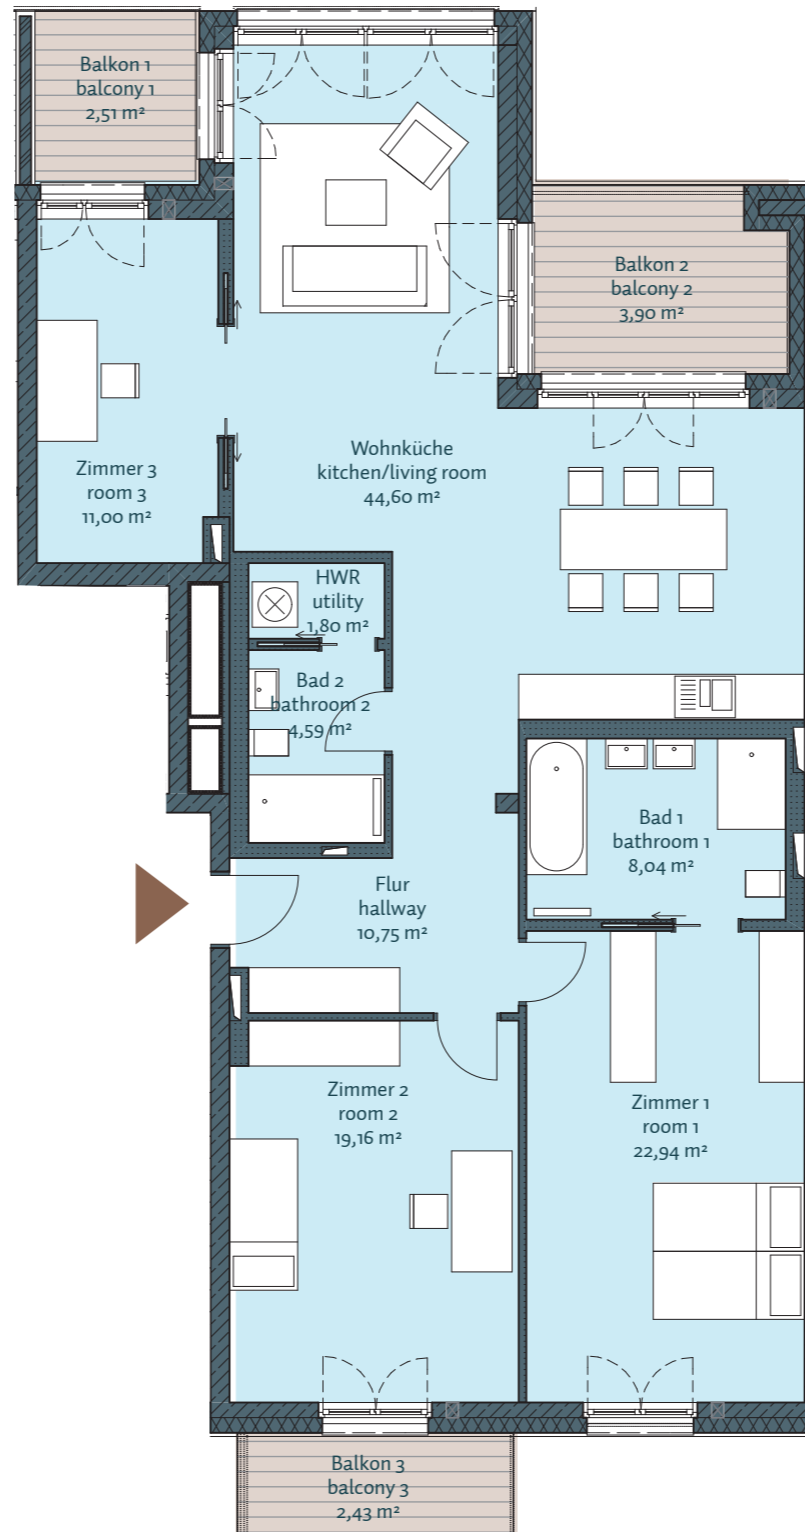 Balkon 1
balcony 1
2,51 m²
Balkon 2
balcony 2
3,90 m²
Wohnküche
kitchen/living room
44,60 m²
Zimmer 3
room 3
11,00 m²
HWR
utility
1,80 m²
Bad 2
bathroom 2
4,59 m²
Bad 1
bathroom 1
8,04 m²
Flur
hallway
10,75 m²
Zimmer 2
room 2
19,16 m²
Zimmer 1
room 1
22,94 m²
Balkon 3
balcony 3
2,43 m²